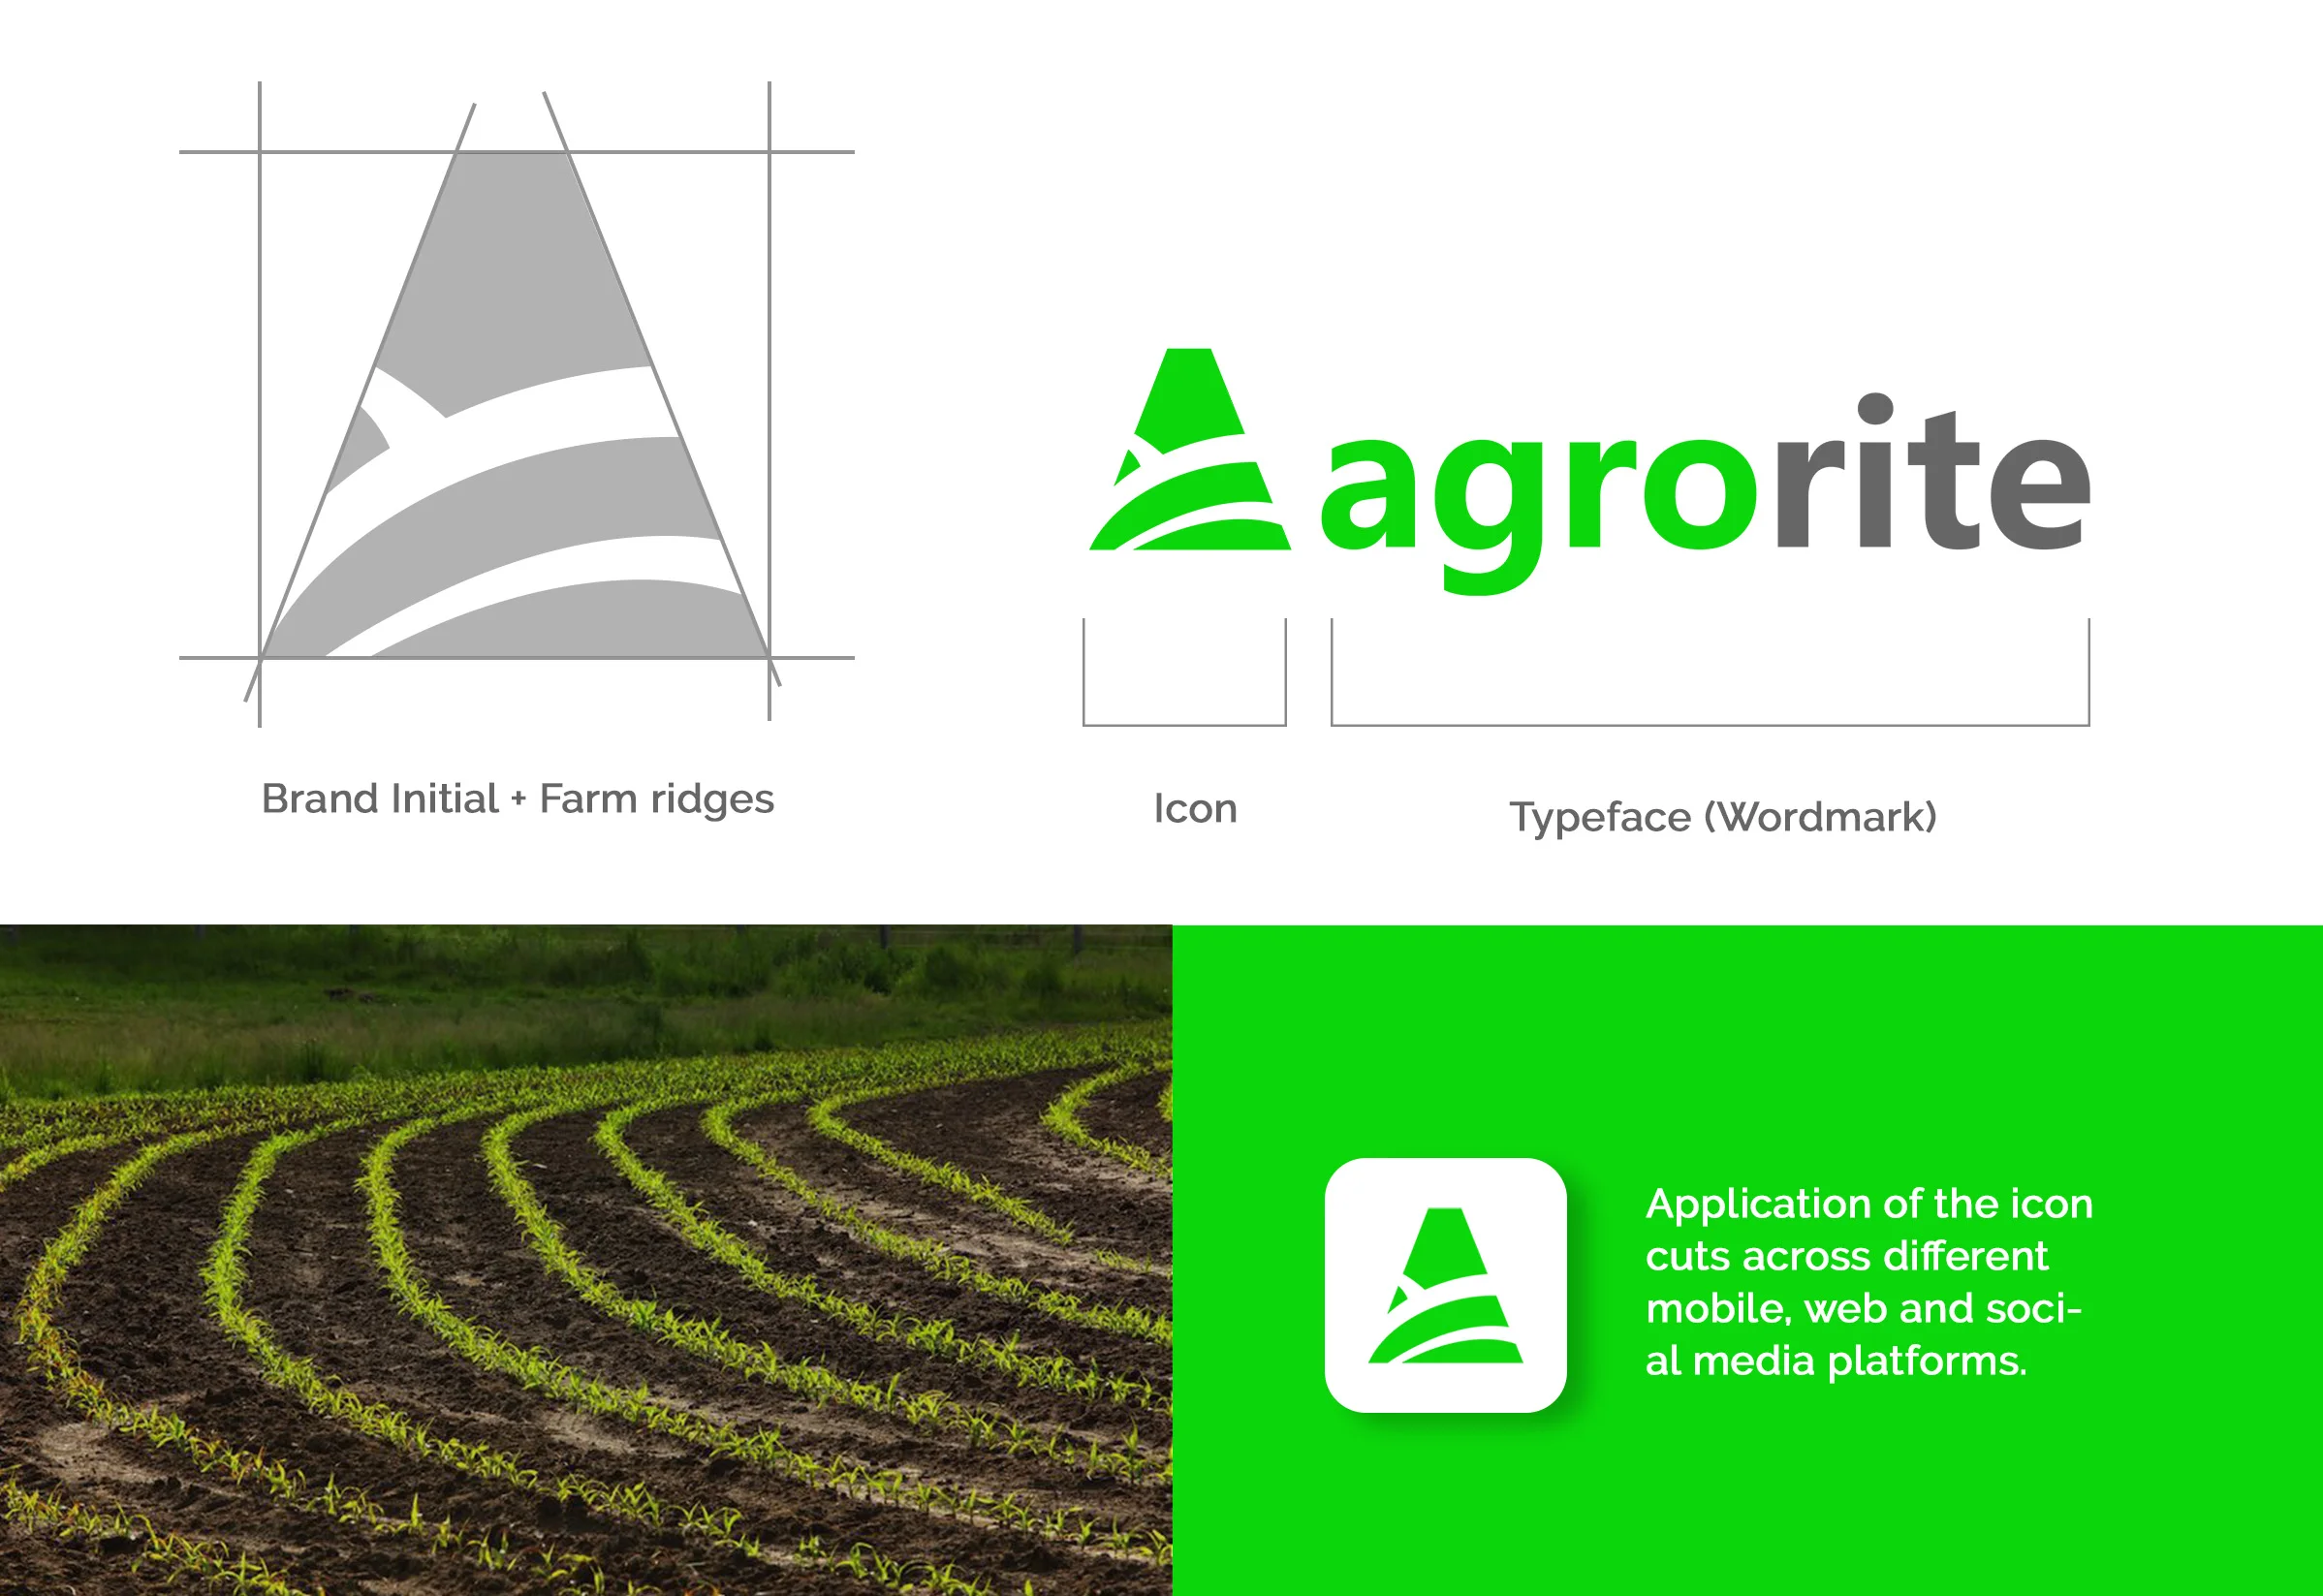 agrorite
Brand Initial + Farm ridges
Icon
Typeface (Wordmark)
Application of the icon
cuts across different
mobile, web and soci-
al media platforms.